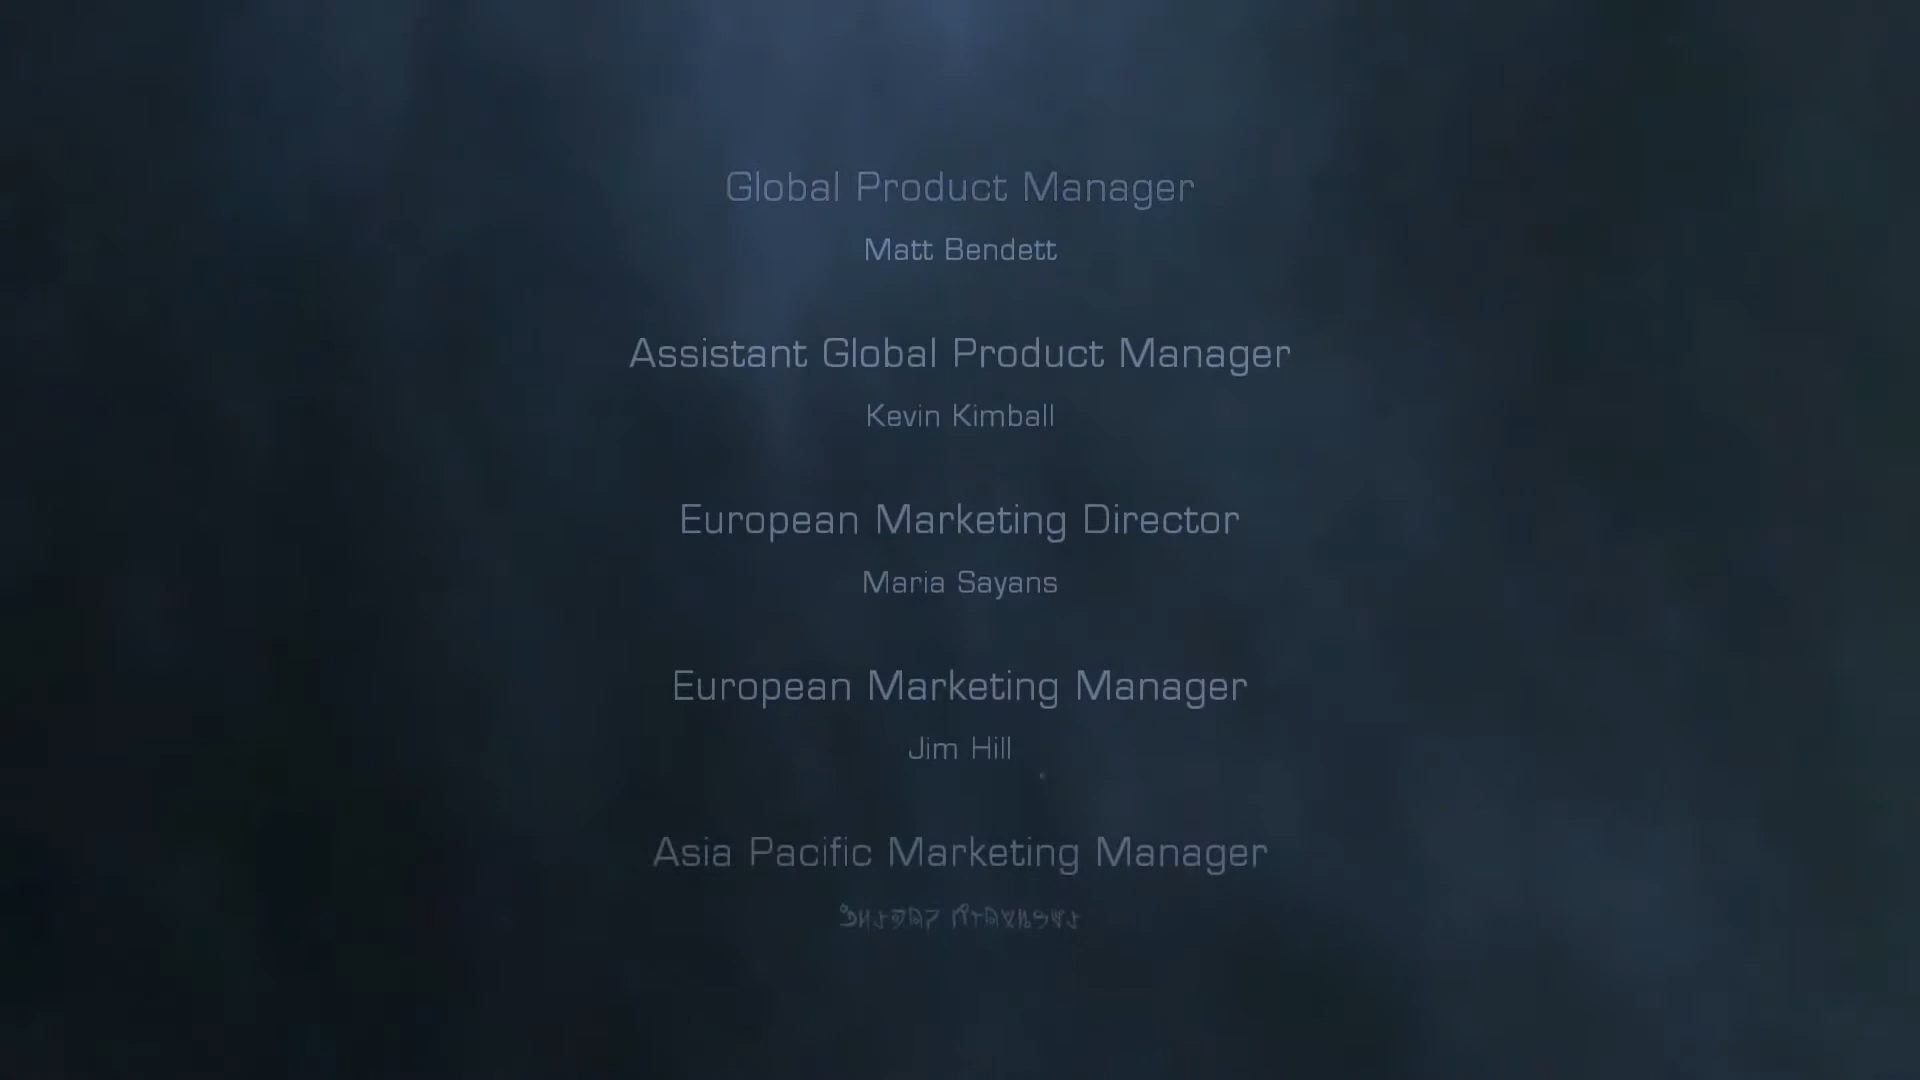 Global Product Manager
Matt Bendett
Assistant Global Product Manager
Kevin Kimball
European Marketing Director
Maria Sayans
European Marketing Manager
Jim Hill
Asia Pacific Marketing Manager